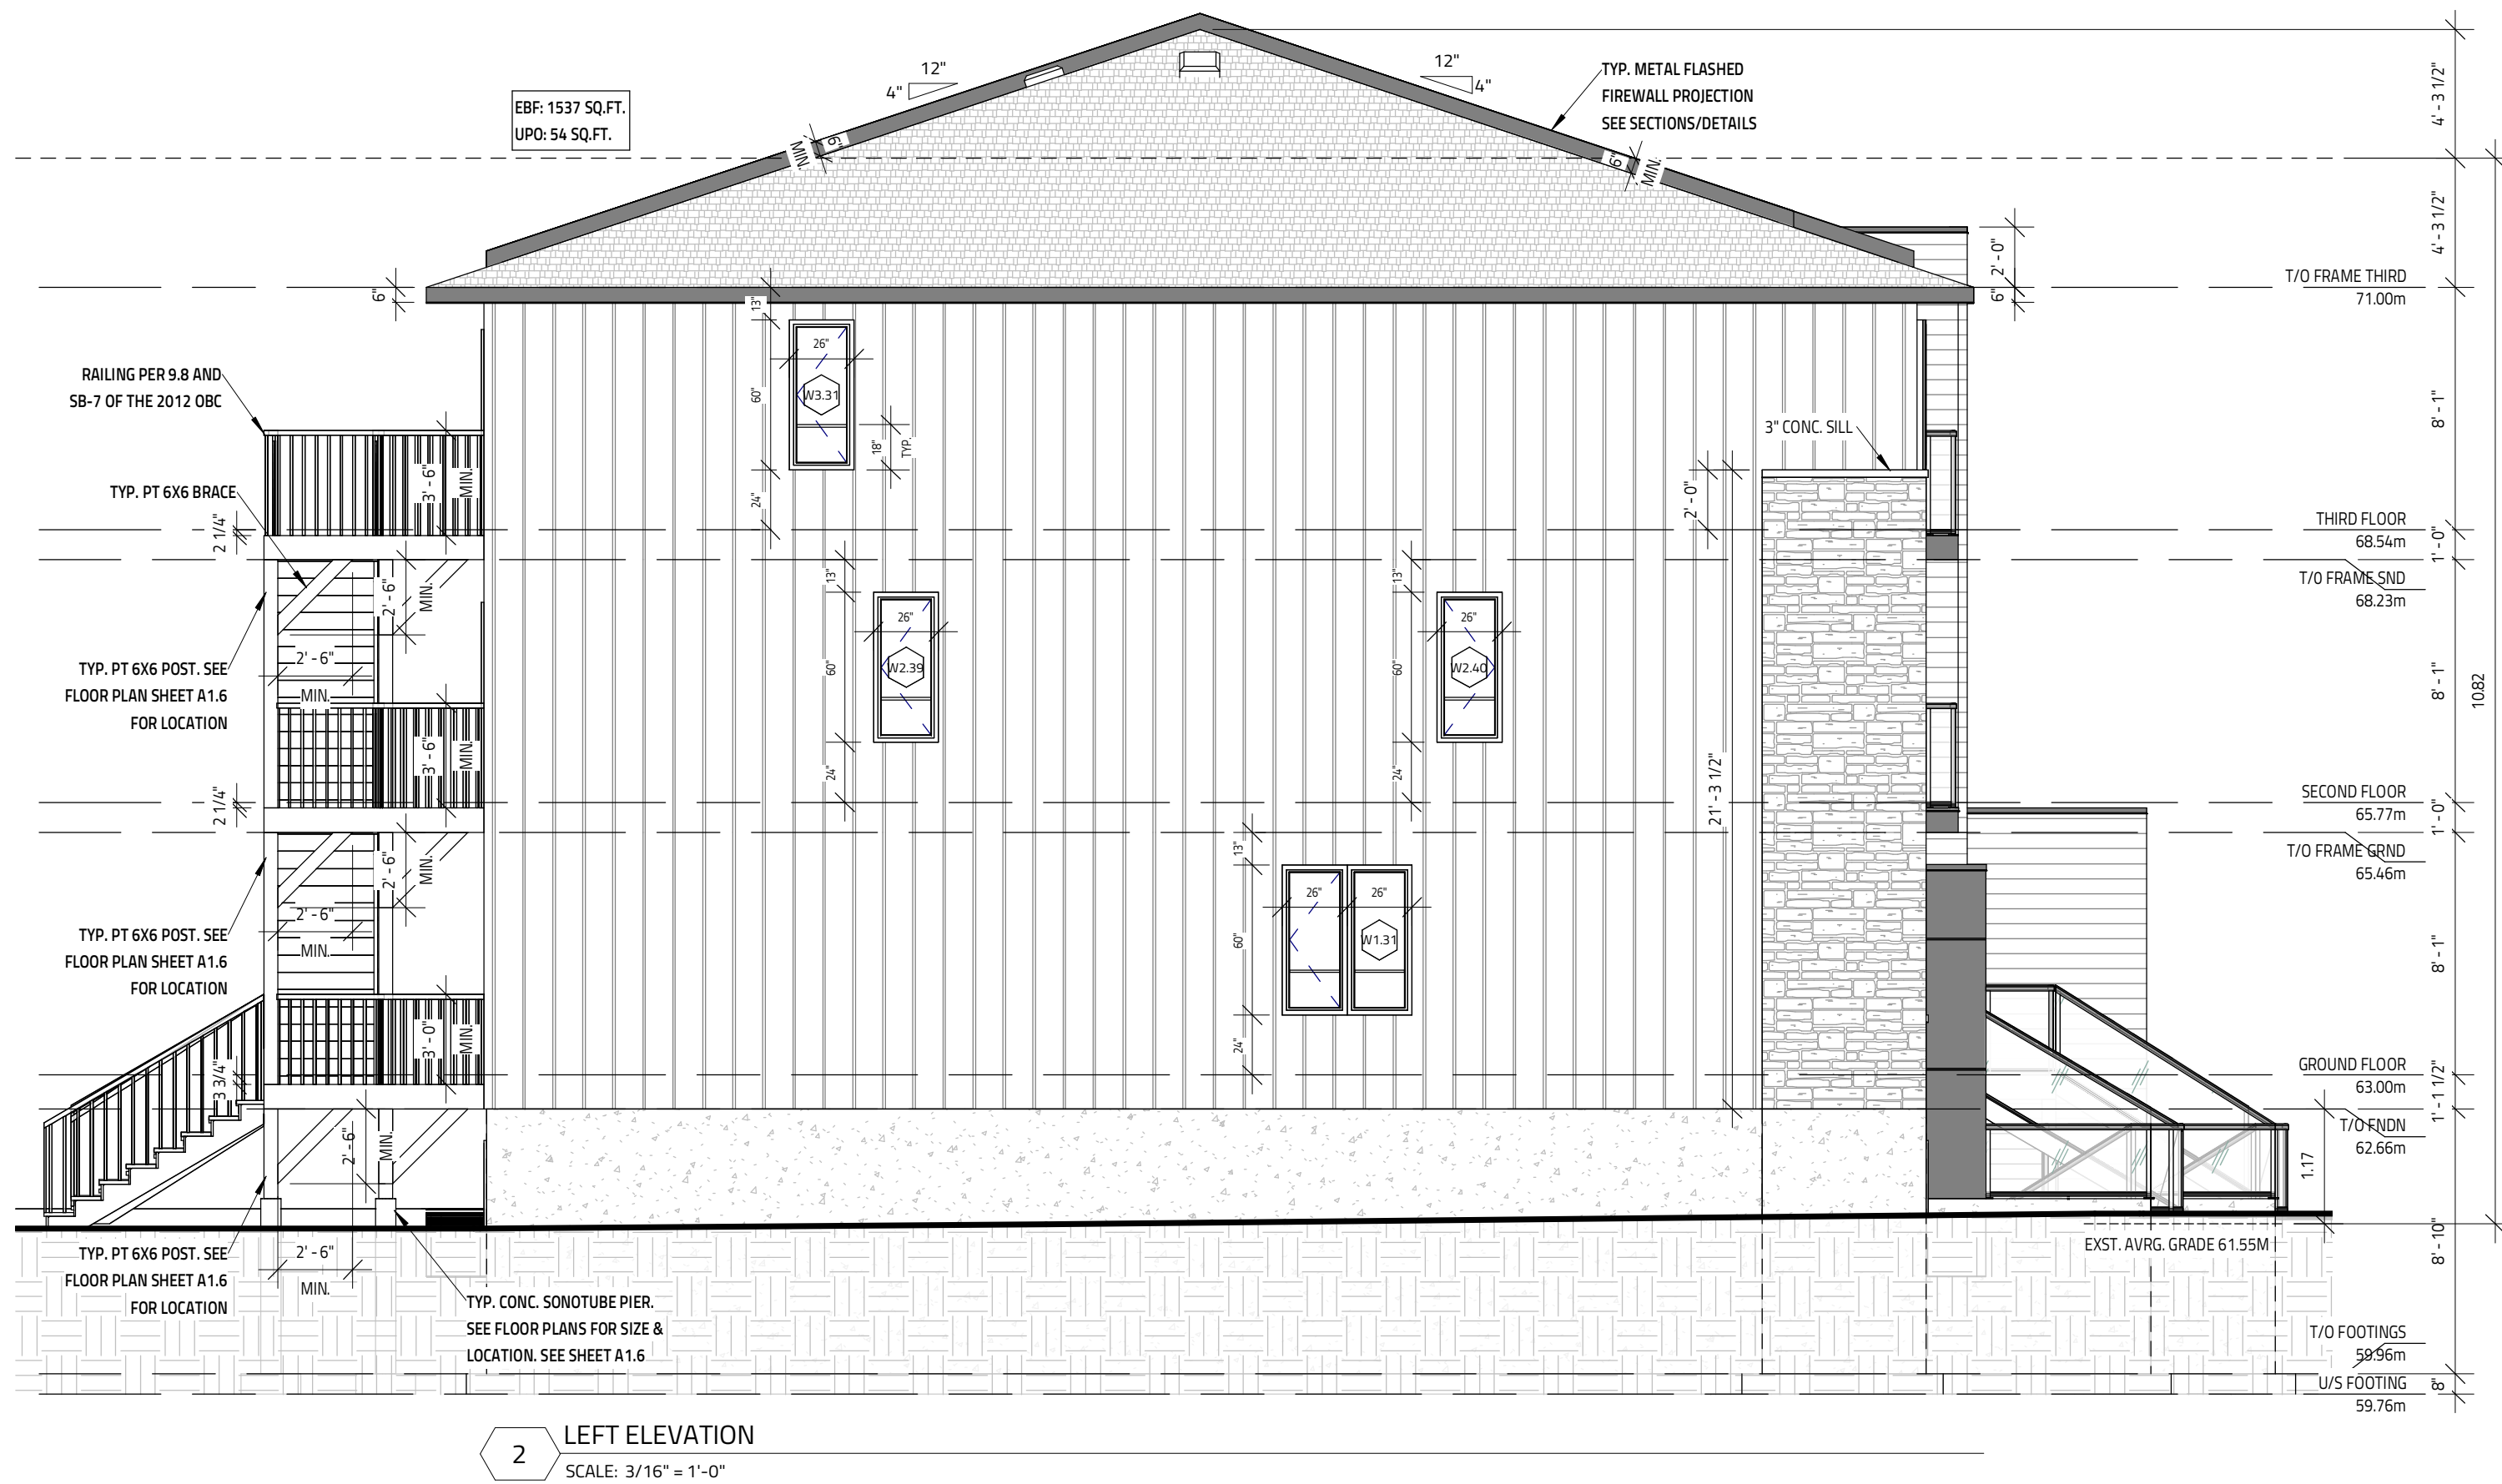 12"
4"
12"
4"
TYP. METAL FLASHED
FIREWALL PROJECTION
SEE SECTIONS/DETAILS
EBF: 1537 SQ.FT.
UPO: 54 SQ.FT.
4' - 3 1/2"
6"
MIN.
6"
MIN.
4' - 3 1/2"
2' - 0"
6"
6"
T/O FRAME THIRD
71.00m
13"
26"
W3.31
60"
18"
TYP.
24"
RAILING PER 9.8 AND
SB-7 OF THE 2012 OBC
8' - 1"
3" CONC. SILL
3' - 6"
MIN.
TYP. PT 6X6 BRACE
2' - 0"
2 1/4"
THIRD FLOOR
68.54m
1' - 0"
T/O FRAME SND
68.23m
2' - 6"
MIN.
13"
26"
W2.39
60"
24"
13"
26"
W2.40
60"
24"
2' - 6"
MIN.
TYP. PT 6X6 POST. SEE
FLOOR PLAN SHEET A1.6
FOR LOCATION
8' - 1"
10.82
3' - 6"
MIN.
21' - 3 1/2"
2 1/4"
SECOND FLOOR
65.77m
1' - 0"
T/O FRAME GRND
65.46m
2' - 6"
MIN.
13"
26"
26"
W1.31
60"
24"
2' - 6"
MIN.
TYP. PT 6X6 POST. SEE
FLOOR PLAN SHEET A1.6
FOR LOCATION
8' - 1"
3' - 0"
MIN.
3 3/4"
GROUND FLOOR
63.00m
1' - 1 1/2"
T/O FNDN
62.66m
1.17
2' - 6"
MIN.
TYP. PT 6X6 POST. SEE
FLOOR PLAN SHEET A1.6
FOR LOCATION
2' - 6"
MIN.
EXST. AVRG. GRADE 61.55M
8' - 10"
TYP. CONC. SONOTUBE PIER.
SEE FLOOR PLANS FOR SIZE &
LOCATION. SEE SHEET A1.6
T/O FOOTINGS
59.96m
U/S FOOTING
59.76m
8"
2
LEFT ELEVATION
SCALE: 3/16" = 1'-0"